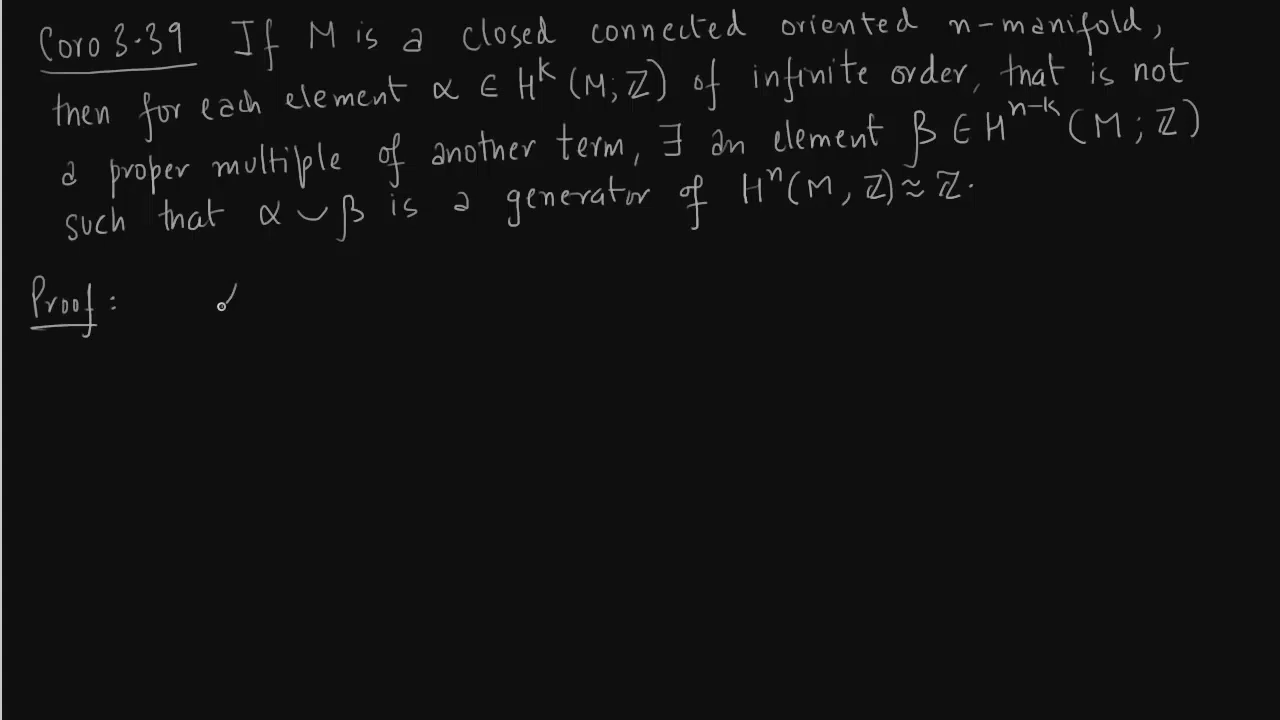 Coro 3.39 If M is a closed connected oriented n-manifold,
then for each element α ∈ H^k (M; ℤ) of infinite order, that is not
a proper multiple of another term, ∃ an element β ∈ H^{n-k} (M; ℤ)
such that α ⌣ β is a generator of H^n (M, ℤ) ≈ ℤ.
Proof: